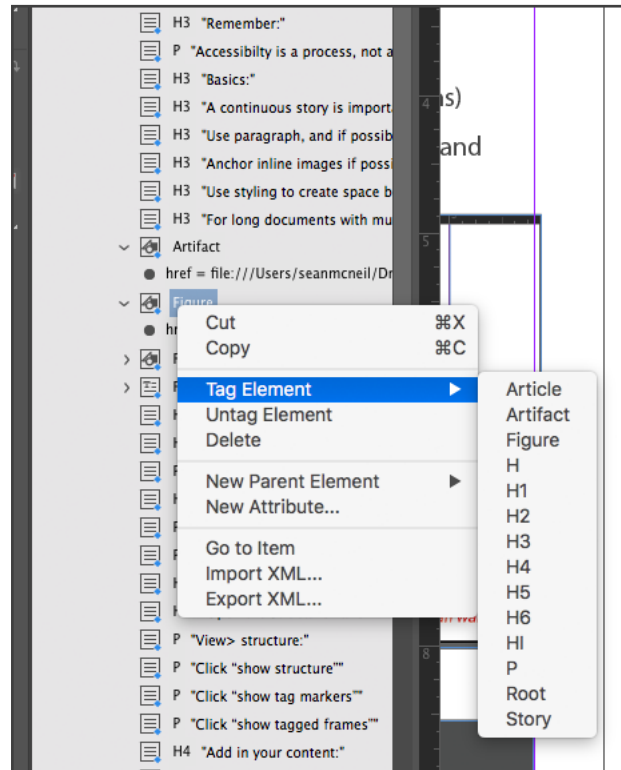 H3 "Remember:"
P "Accessibilty is a process, not a
H3 "Basics:"
H3 "A continuous story is import
H3 "Use paragraph, and if possib
H3 "Anchor inline images if possi
H3 "Use styling to create space b
H3 "For long documents with mu
Artifact
href = file:///Users/seanmcneil/Dr
Figure
Cut ⌘X
Copy ⌘C
Tag Element
Untag Element
Delete
New Parent Element
New Attribute...
Go to Item
Import XML...
Export XML...
Article
Artifact
Figure
H
H1
H2
H3
H4
H5
H6
HI
P
Root
Story
P "View> structure:"
P "Click “show structure”"
P "Click “show tag markers”"
P "Click “show tagged frames”"
H4 "Add in your content:"
4
ns)
and
5
8